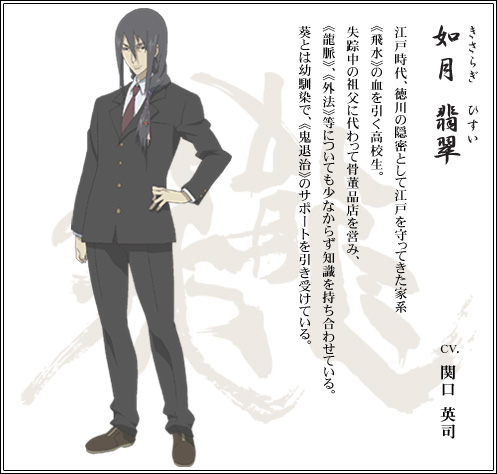 きさらぎ ひすい
如月 翡翠
江戸時代、徳川の隠密として江戸を守ってきた家系
《飛水》の血を引く高校生。
失踪中の祖父に代わって骨董品店を営み、
《龍脈》、《外法》等についても少なからず知識を持ち合わせている。
葵とは幼馴染で、《鬼退治》のサポートを引き受けている。
CV. 関口 英司